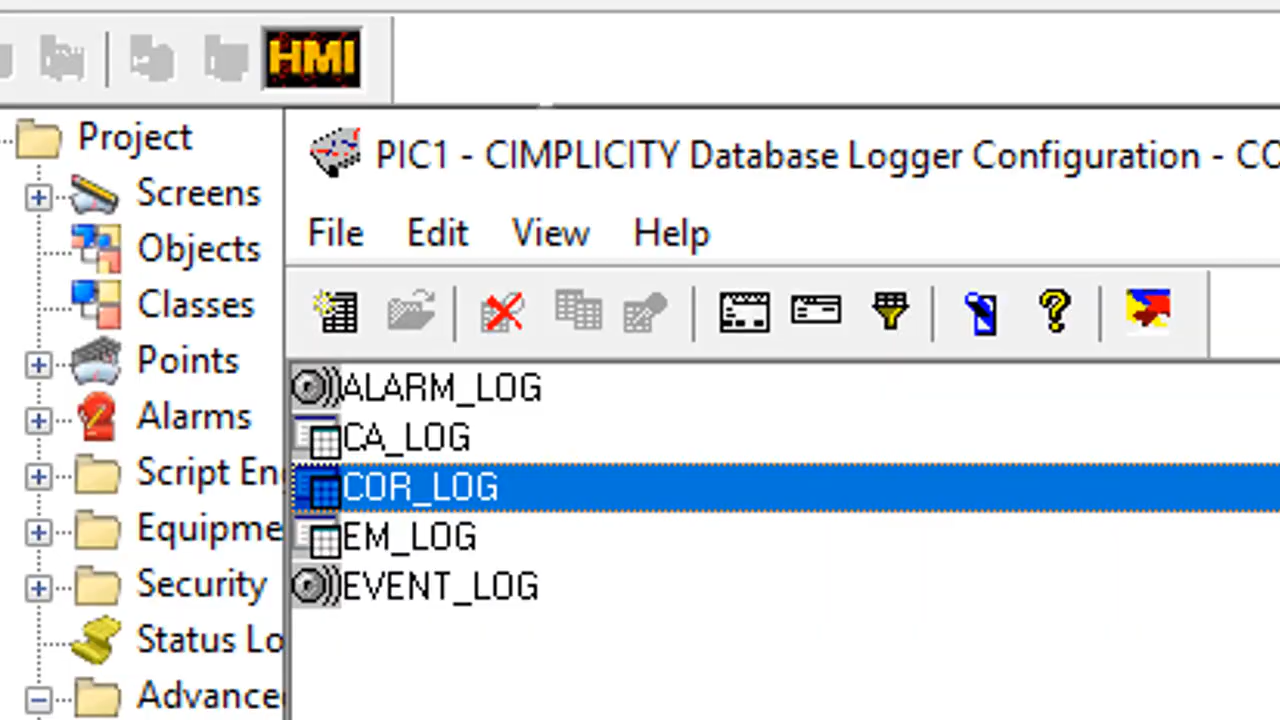 HMI
Project
Screens
Objects
Classes
Points
Alarms
Script En
Equipme
Security
Status Lo
Advance
PIC1 - CIMPLICITY Database Logger Configuration - CO
File Edit View Help
ALARM_LOG
CA_LOG
COR_LOG
EM_LOG
EVENT_LOG